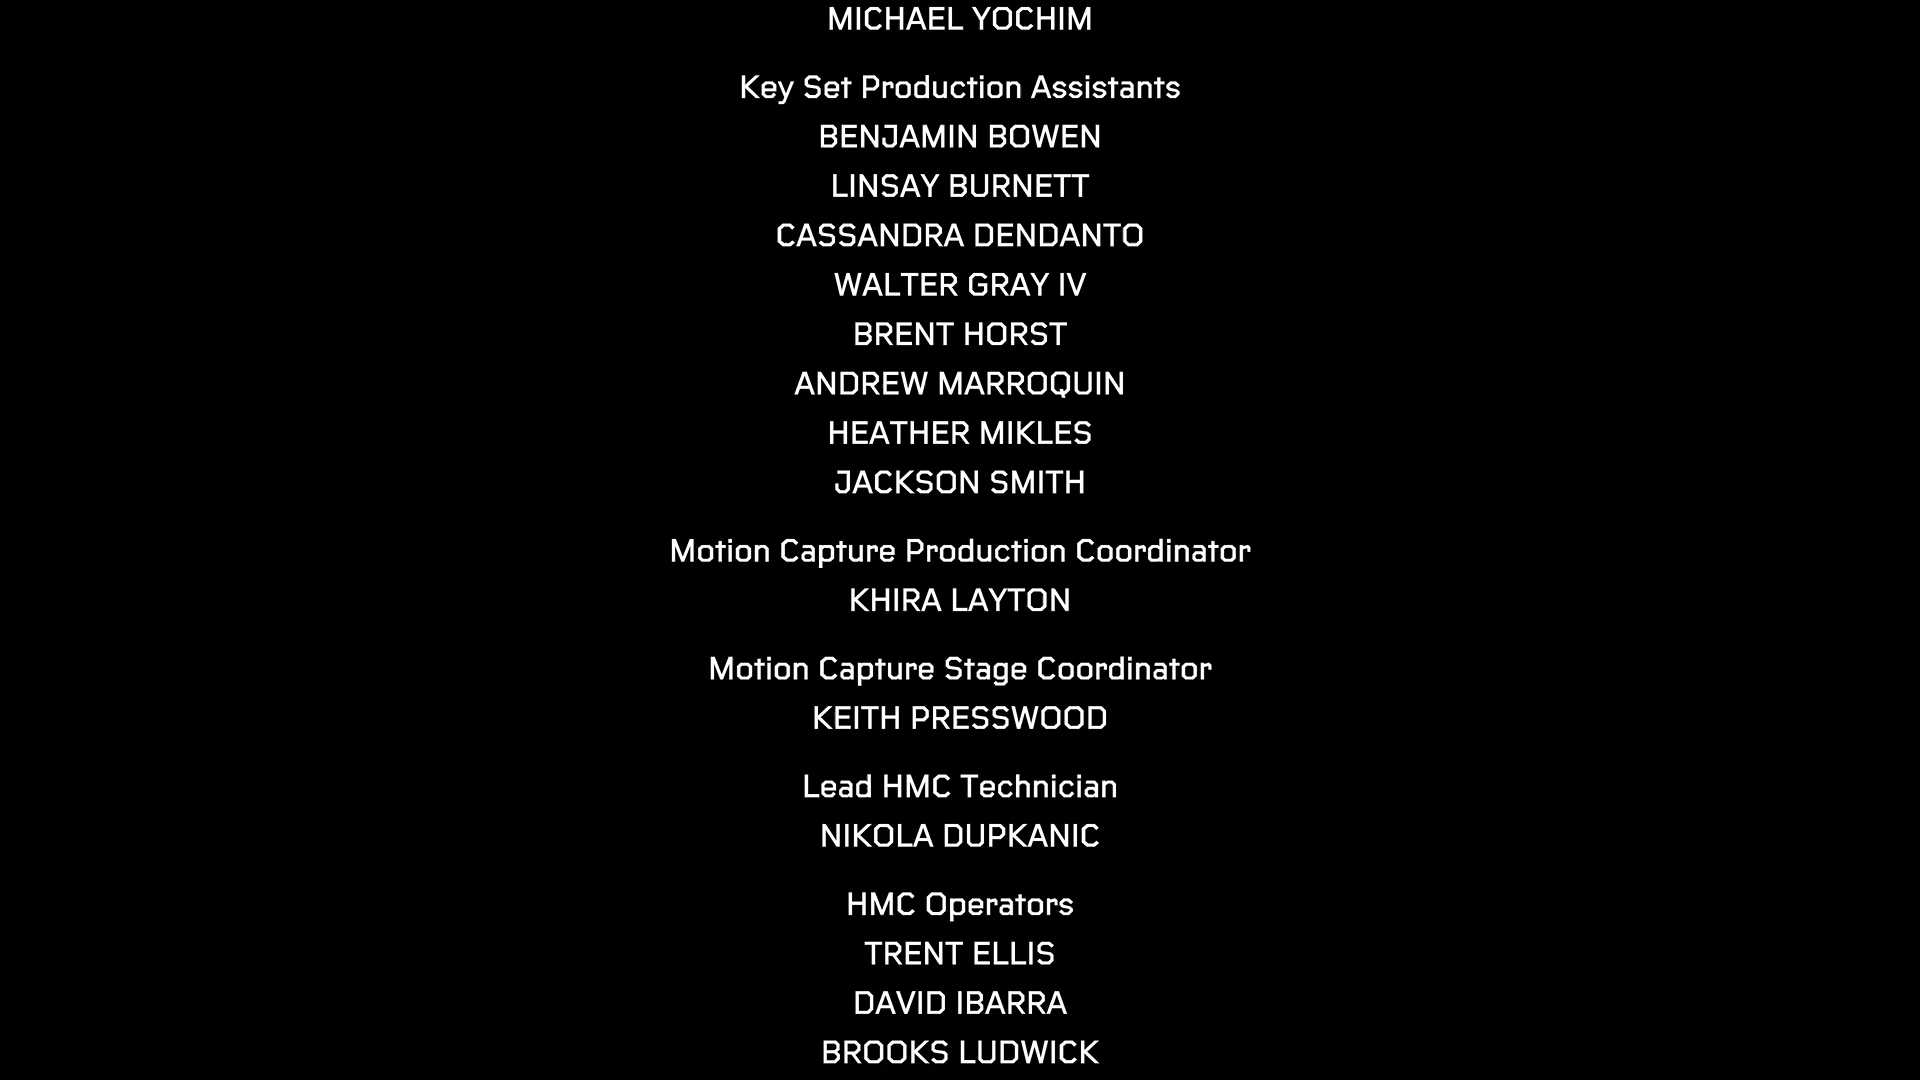 MICHAEL YOCHIM
Key Set Production Assistants
BENJAMIN BOWEN
LINSAY BURNETT
CASSANDRA DENDANTO
WALTER GRAY IV
BRENT HORST
ANDREW MARROQUIN
HEATHER MIKLES
JACKSON SMITH
Motion Capture Production Coordinator
KHIRA LAYTON
Motion Capture Stage Coordinator
KEITH PRESSWOOD
Lead HMC Technician
NIKOLA DUPKANIC
HMC Operators
TRENT ELLIS
DAVID IBARRA
BROOKS LUDWICK